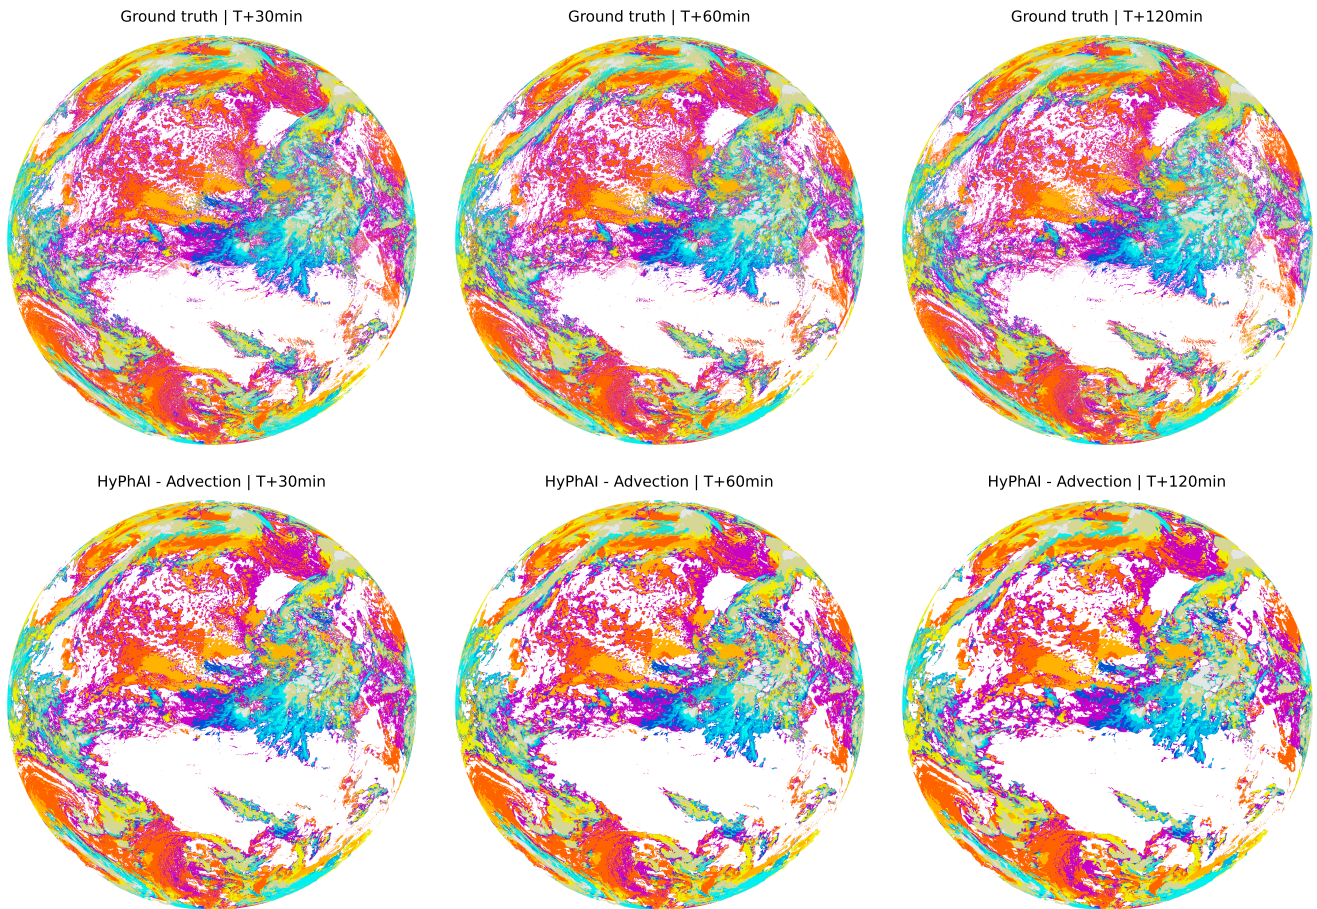 Ground truth | T+30min
Ground truth | T+60min
Ground truth | T+120min
HyPhAI - Advection | T+30min
HyPhAI - Advection | T+60min
HyPhAI - Advection | T+120min